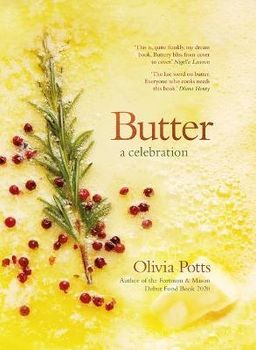 'This is, quite frankly, my dream
book. Buttery bliss from cover
to cover' Nigella Lawson
'The last word on butter.
Everyone who cooks needs
this book.' Diana Henry
Butter
a celebration
Olivia Potts
Author of the Fortnum & Mason
Debut Food Book 2020